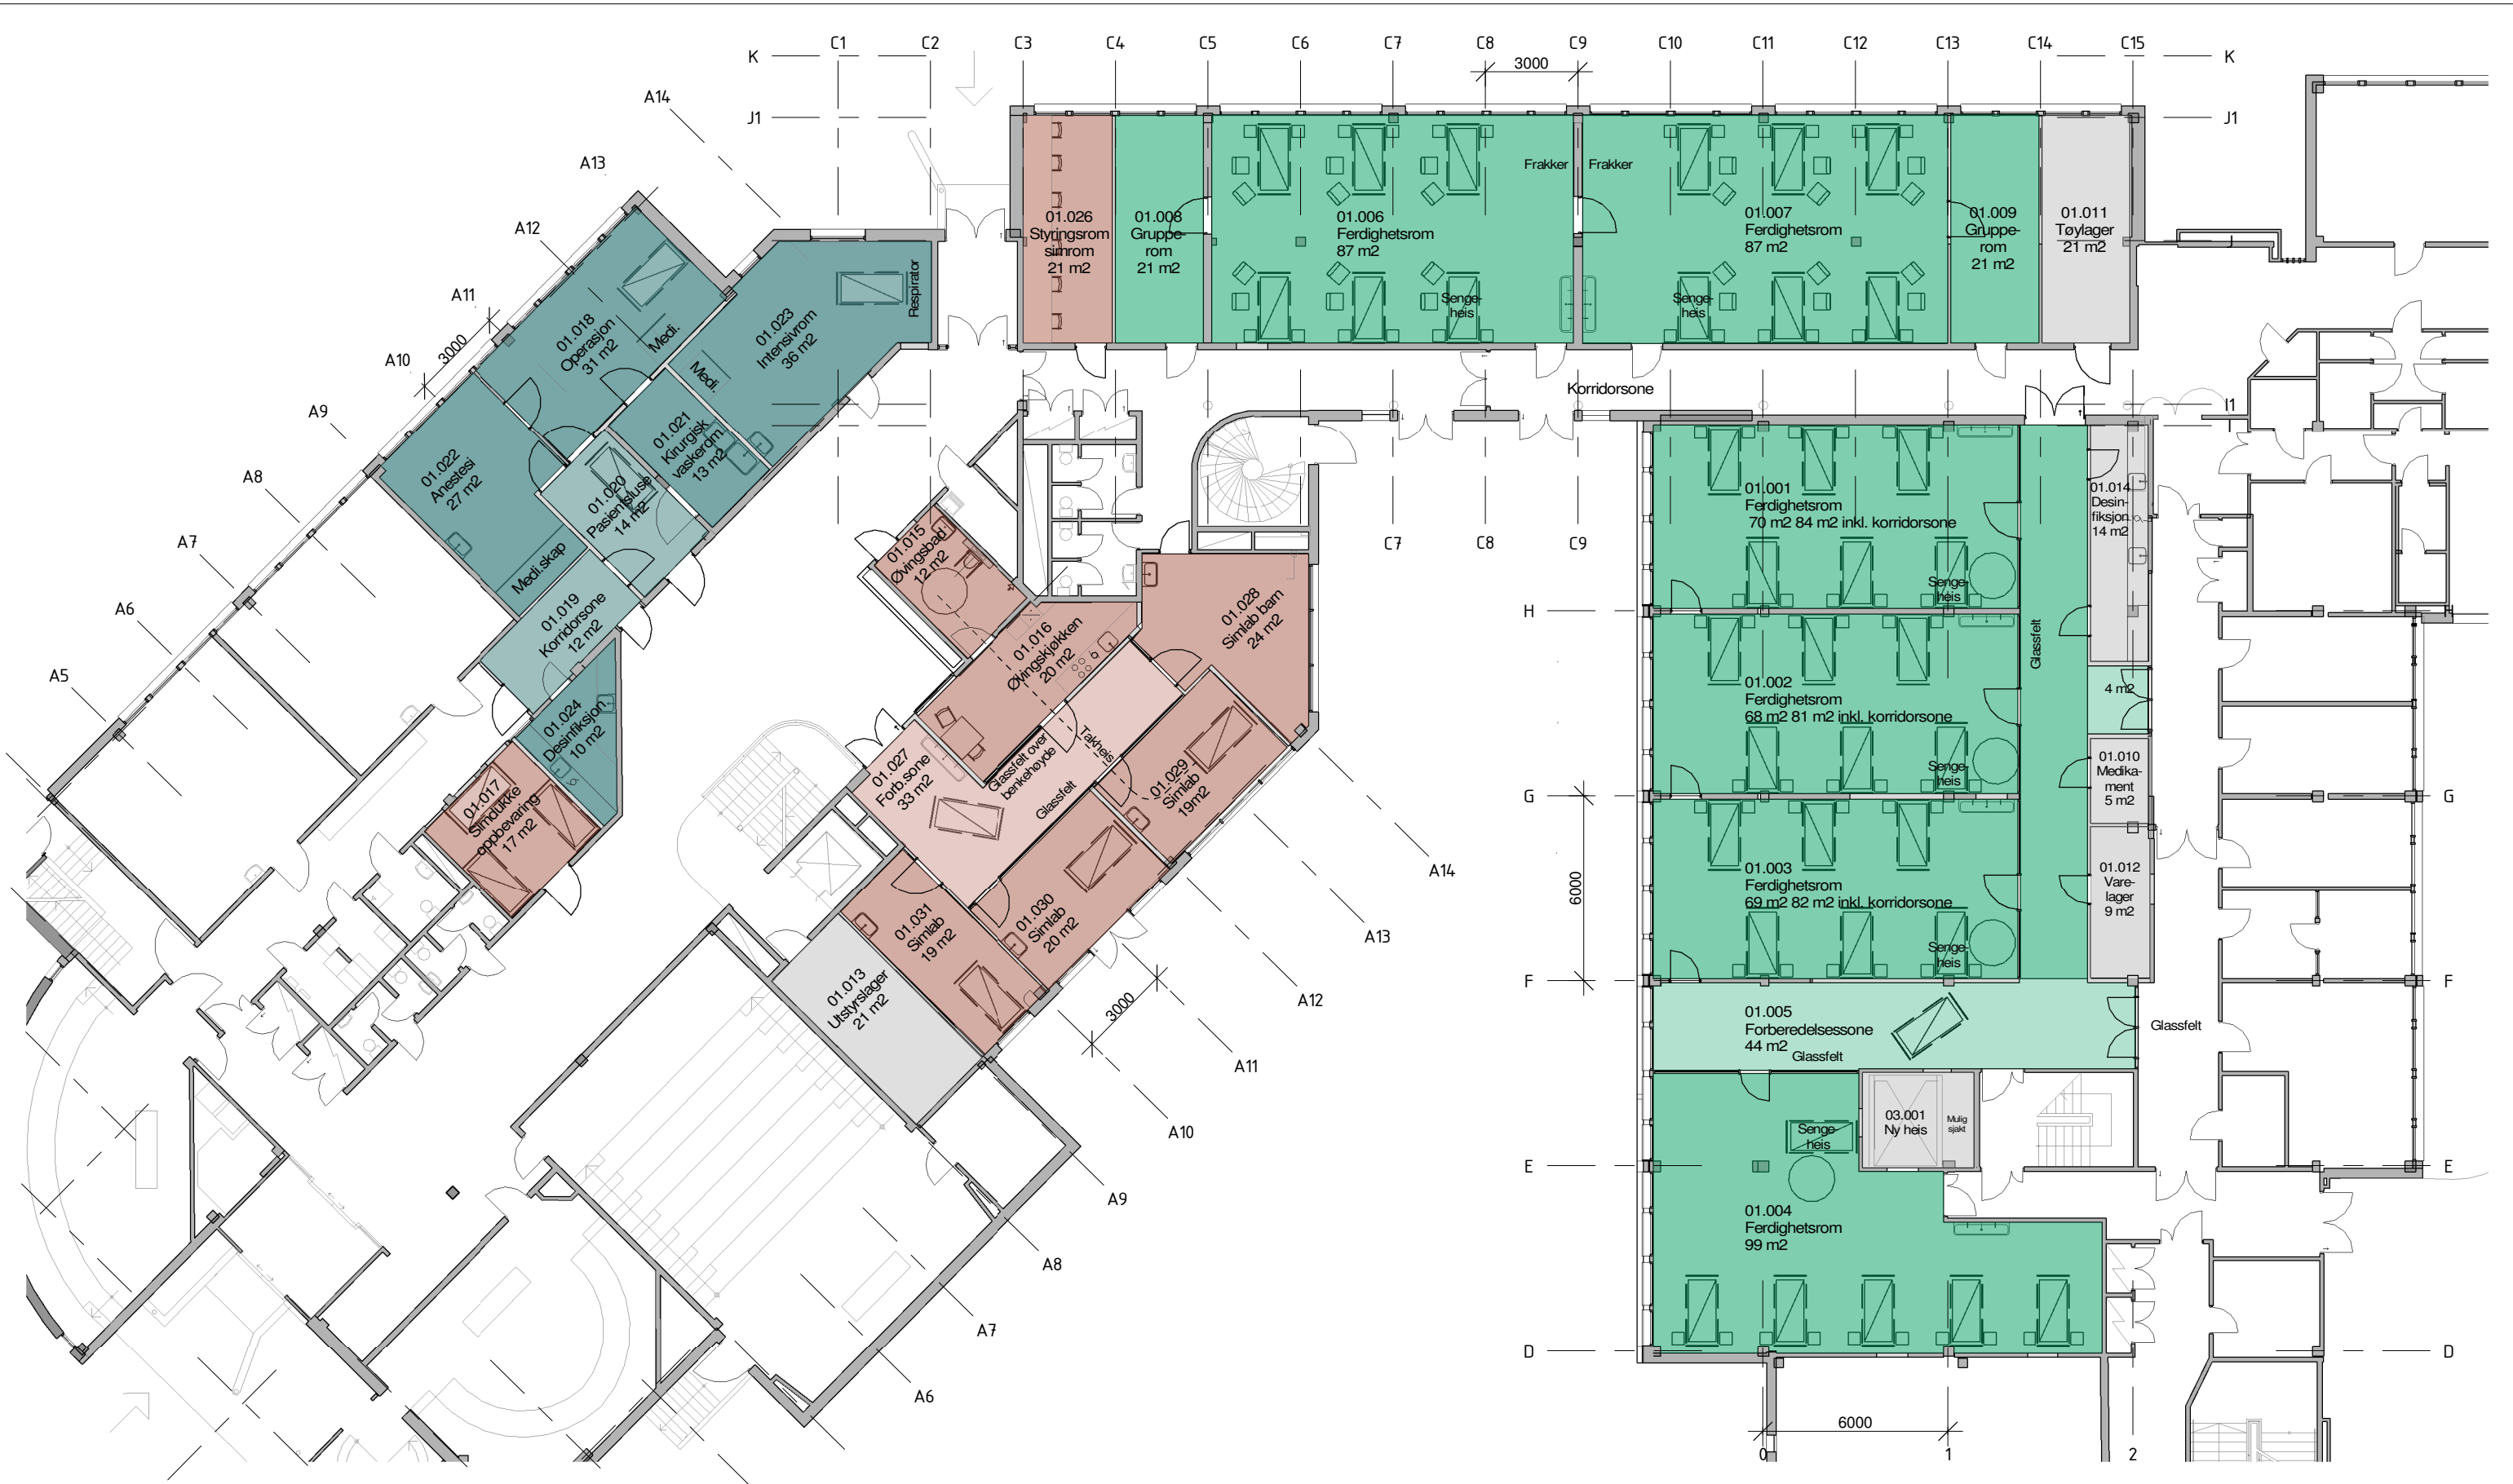 K
C1
C2
C3
C4
C5
C6
C7
C8
C9
C10
C11
C12
C13
C14
C15
K
3000
J1
J1
A14
A13
A12
A11
A10
A9
A8
A7
A6
A5
3000
01.026
Styringsrom
simrom
21 m2
01.008
Gruppe-
rom
21 m2
01.006
Ferdighetsrom
87 m2
Frakker
Frakker
Senge-
heis
01.007
Ferdighetsrom
87 m2
Senge-
heis
01.009
Gruppe-
rom
21 m2
01.011
Tøylager
21 m2
Korridorsone
I1
I
01.018
Operasjon
31 m2
Medi.
01.023
Intensivrom
36 m2
Medi.
Respirator
01.021
Kirurgisk
vaskerom.
13 m2
01.022
Anestesi
27 m2
Medi.skap
01.020
Pasientsluse
14 m2
01.019
Korridorsone
12 m2
01.024
Desinfiksjon.
10 m2
01.017
Simdukke
oppbevaring
17 m2
01.015
Øvingsbad
12 m2
01.016
Øvingskjøkken
20 m2
01.028
Simlab barn
24 m2
01.027
Forb.sone
33 m2
Glassfelt over
benkehøyde
Takheis
Glassfelt
01.029
Simlab
19m2
01.030
Simlab
20 m2
01.031
Simlab
19 m2
01.013
Utstyrslager
21 m2
3000
A14
A13
A12
A11
A10
A9
A8
A7
A6
C7
C8
C9
H
G
F
E
D
6000
01.001
Ferdighetsrom
70 m2 84 m2 inkl. korridorsone
Senge-
heis
01.002
Ferdighetsrom
68 m2 81 m2 inkl. korridorsone
Senge-
heis
01.003
Ferdighetsrom
69 m2 82 m2 inkl. korridorsone
Senge-
heis
Glassfelt
01.014
Desin-
fiksjon
14 m2
4 m2
01.010
Medika-
ment
5 m2
01.012
Vare-
lager
9 m2
01.005
Forberedelsessone
44 m2
Glassfelt
Glassfelt
03.001
Ny heis
Mulig
sjakt
Senge-
heis
01.004
Ferdighetsrom
99 m2
G
F
E
D
6000
0
1
2